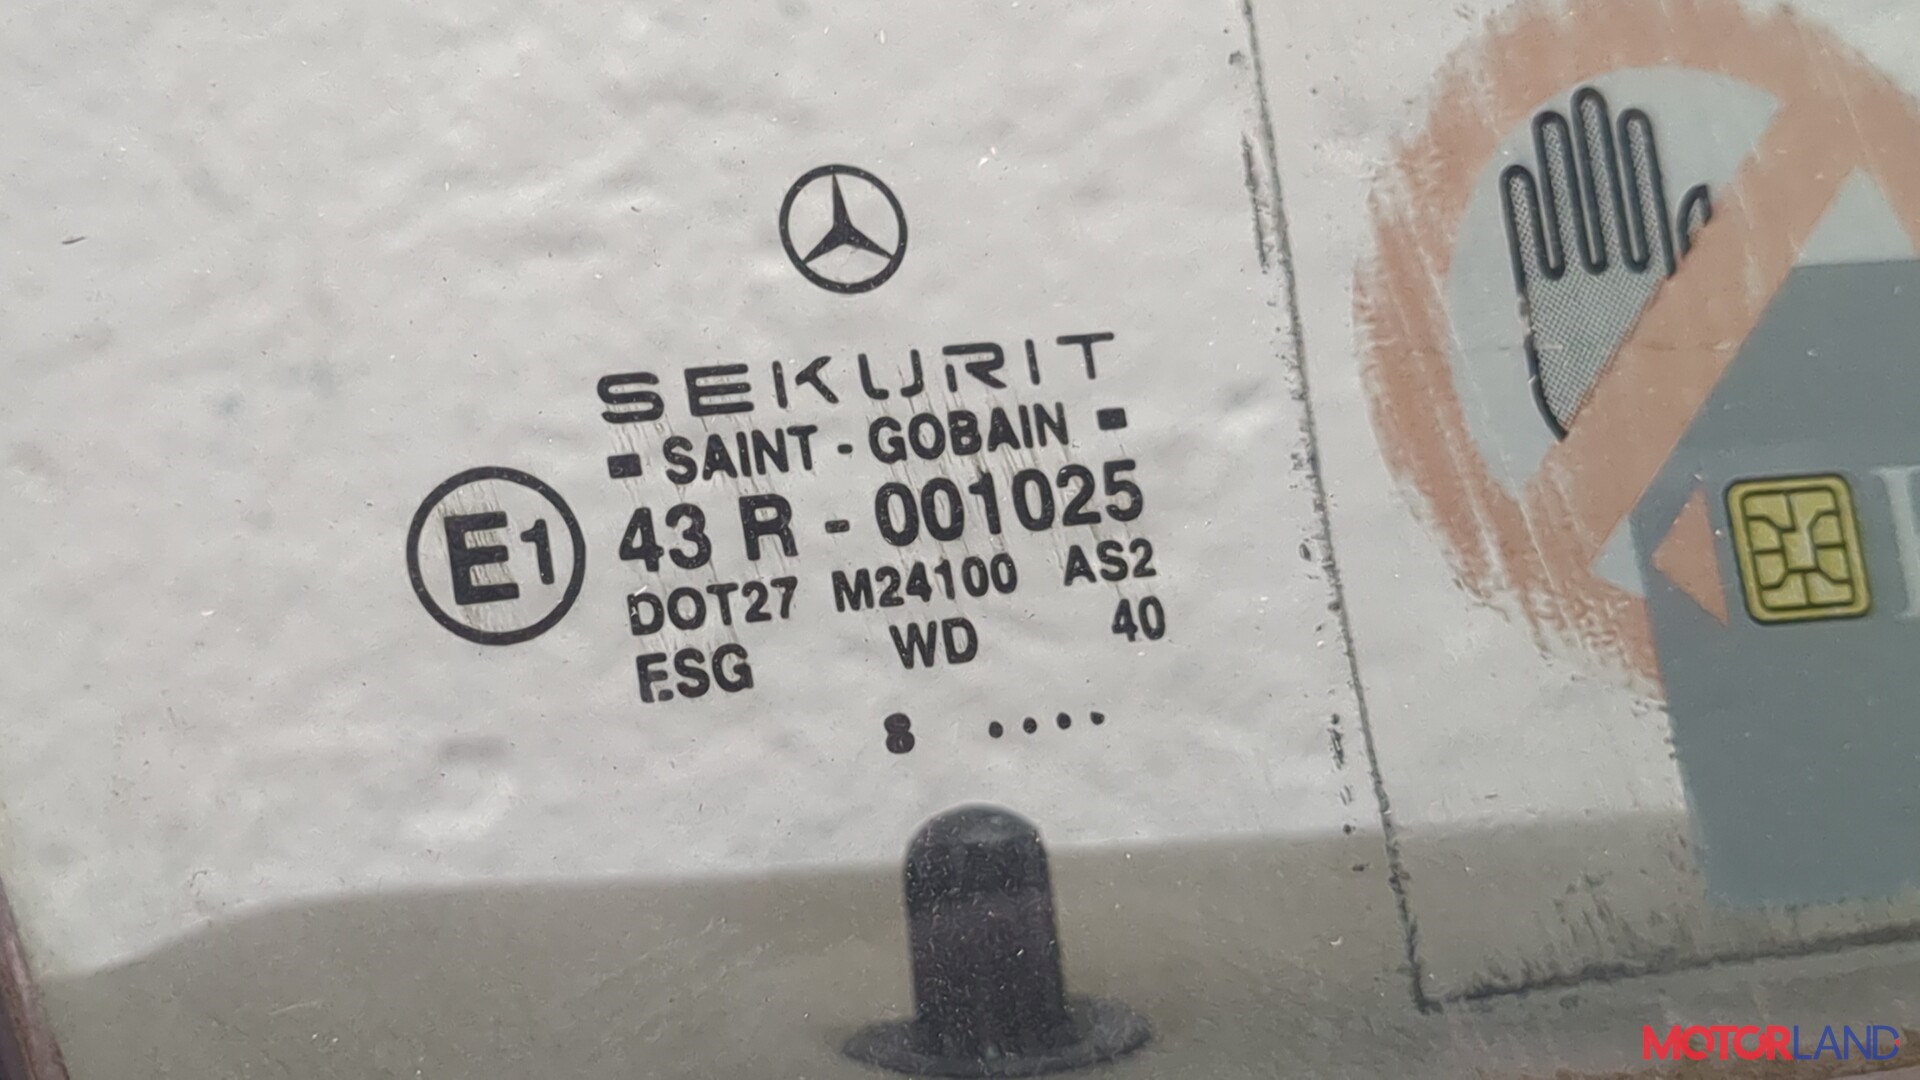 SEKURIT
SAINT - GOBAIN
E1
43 R - 001025
DOT27 M24100 AS2
ESG WD 40
8 ....
MOTORLAND